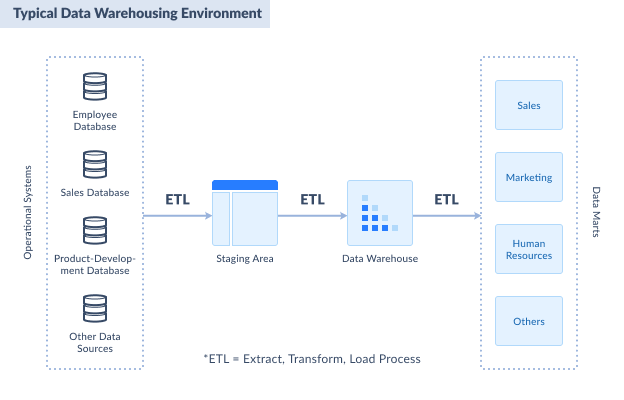 Typical Data Warehousing Environment
Operational Systems
Employee
Database
Sales Database
Product-Develop-
ment Database
Other Data
Sources
ETL
Staging Area
ETL
Data Warehouse
ETL
Sales
Marketing
Human
Resources
Others
Data Marts
*ETL = Extract, Transform, Load Process